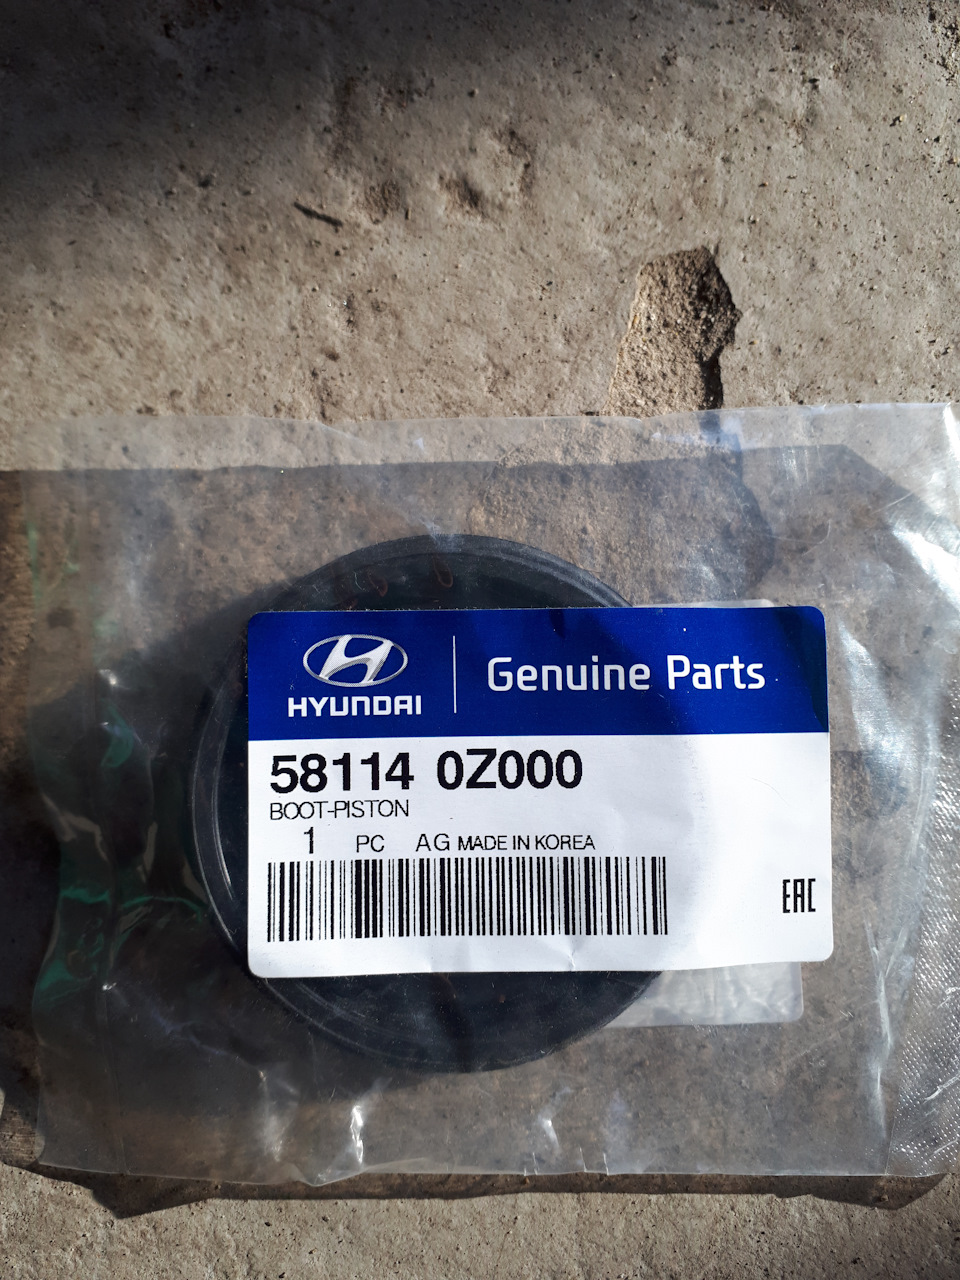 HYUNDAI
Genuine Parts
58114 0Z000
BOOT-PISTON
1 PC AG MADE IN KOREA
EAC